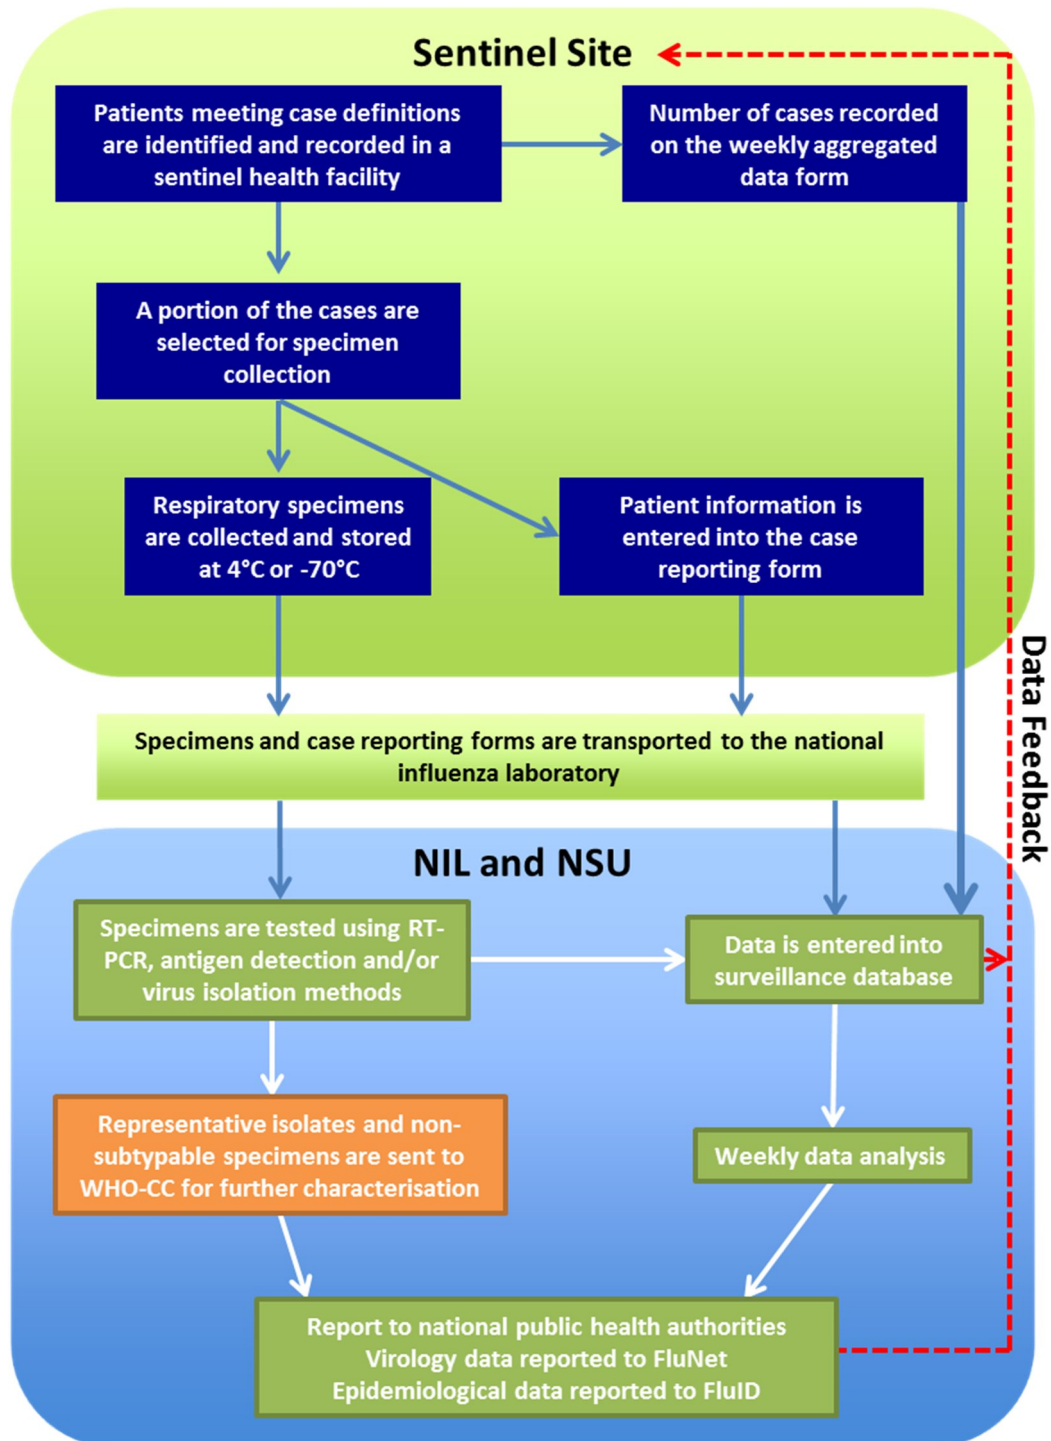 Sentinel Site
Patients meeting case definitions
are identified and recorded in a
sentinel health facility
Number of cases recorded
on the weekly aggregated
data form
A portion of the cases are
selected for specimen
collection
Respiratory specimens
are collected and stored
at 4°C or -70°C
Patient information is
entered into the case
reporting form
Data Feedback
Specimens and case reporting forms are transported to the national
influenza laboratory
NIL and NSU
Specimens are tested using RT-
PCR, antigen detection and/or
virus isolation methods
Data is entered into
surveillance database
Representative isolates and non-
subtypable specimens are sent to
WHO-CC for further characterisation
Weekly data analysis
Report to national public health authorities
Virology data reported to FluNet
Epidemiological data reported to FluID